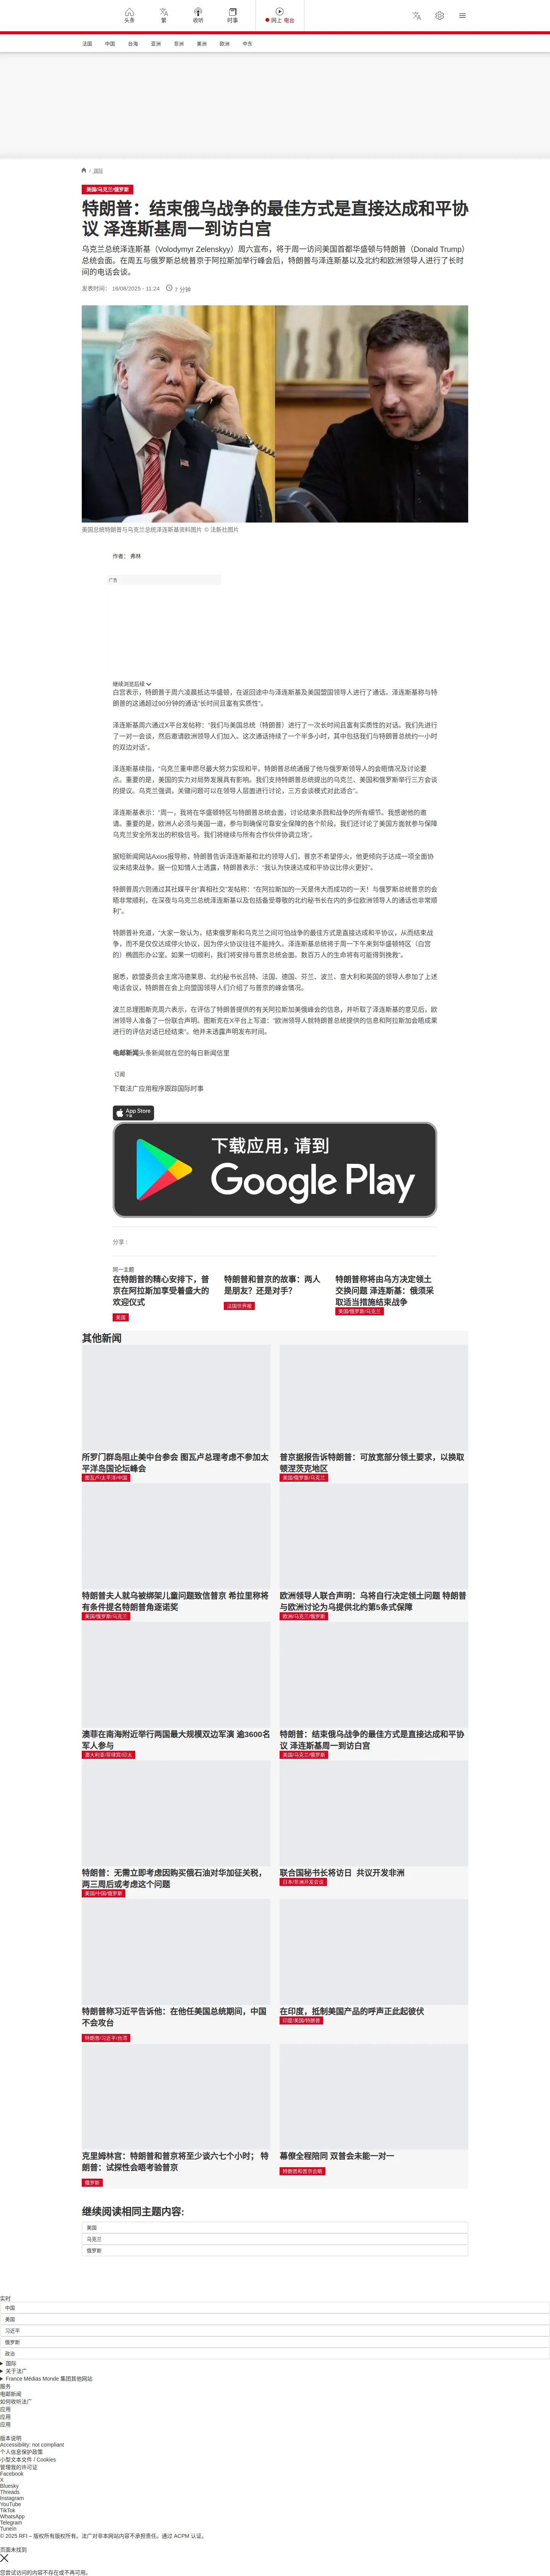 头条
繁
收听
时事
网上 电台
法国 中国 台海 亚洲 非洲 美洲 欧洲 中东
/ 国际
美国/乌克兰/俄罗斯
特朗普：结束俄乌战争的最佳方式是直接达成和平协
议 泽连斯基周一到访白宫
乌克兰总统泽连斯基（Volodymyr Zelenskyy）周六宣布，将于周一访问美国首都华盛顿与特朗普（Donald Trump）
总统会面。在周五与俄罗斯总统普京于阿拉斯加举行峰会后，特朗普与泽连斯基以及北约和欧洲领导人进行了长时
间的电话会谈。
发表时间： 16/08/2025 - 11:24 7 分钟
美国总统特朗普与乌克兰总统泽连斯基资料图片 © 法新社图片
作者： 弗林
广告
继续浏览后续
白宫表示，特朗普于周六凌晨抵达华盛顿，在返回途中与泽连斯基及美国盟国领导人进行了通话。泽连斯基称与特
朗普的这通超过90分钟的通话“长时间且富有实质性”。
泽连斯基周六通过X平台发帖称：“我们与美国总统（特朗普）进行了一次长时间且富有实质性的对话。我们先进行
了一对一会谈，然后邀请欧洲领导人们加入。这次通话持续了一个半多小时，其中包括我们与特朗普总统约一小时
的双边对话”。
泽连斯基续指，“乌克兰重申愿尽最大努力实现和平。特朗普总统通报了他与俄罗斯领导人的会晤情况及讨论要
点。重要的是，美国的实力对局势发展具有影响。我们支持特朗普总统提出的乌克兰、美国和俄罗斯举行三方会谈
的提议。乌克兰强调，关键问题可以在领导人层面进行讨论，三方会谈模式对此适合”。
泽连斯基表示：“周一，我将在华盛顿特区与特朗普总统会面，讨论结束杀戮和战争的所有细节。我感谢他的邀
请。重要的是，欧洲人必须与美国一道，参与到确保可靠安全保障的各个阶段。我们还讨论了美国方面就参与保障
乌克兰安全所发出的积极信号。我们将继续与所有合作伙伴协调立场”。
据短新闻网站Axios报导称，特朗普告诉泽连斯基和北约领导人们，普京不希望停火，他更倾向于达成一项全面协
议来结束战争。据一位知情人士透露，特朗普表示：“我认为快速达成和平协议比停火更好”。
特朗普周六则通过其社媒平台“真相社交”发帖称：“在阿拉斯加的一天是伟大而成功的一天！与俄罗斯总统普京的会
晤非常顺利，在深夜与乌克兰总统泽连斯基以及包括备受尊敬的北约秘书长在内的多位欧洲领导人的通话也非常顺
利”。
特朗普补充道，“大家一致认为，结束俄罗斯和乌克兰之间可怕战争的最佳方式是直接达成和平协议，从而结束战
争，而不是仅仅达成停火协议，因为停火协议往往不能持久。泽连斯基总统将于周一下午来到华盛顿特区（白宫
的）椭圆形办公室。如果一切顺利，我们将安排与普京总统会面。数百万人的生命将有可能得到挽救”。
据悉，欧盟委员会主席冯德莱恩、北约秘书长吕特、法国、德国、芬兰、波兰、意大利和英国的领导人参加了上述
电话会议，特朗普在会上向盟国领导人们介绍了与普京的峰会情况。
波兰总理图斯克周六表示，在评估了特朗普提供的有关阿拉斯加美俄峰会的信息，并听取了泽连斯基的意见后，欧
洲领导人准备了一份联合声明。图斯克在X平台上写道：“欧洲领导人就特朗普总统提供的信息和阿拉斯加会晤成果
进行的评估对话已经结束”。他并未透露声明发布时间。
电邮新闻头条新闻就在您的每日新闻信里
订阅
下载法广应用程序跟踪国际时事
App Store
下载
下载应用，请到
Google Play
分享 :
同一主题
在特朗普的精心安排下，普
京在阿拉斯加享受着盛大的
欢迎仪式
美国
特朗普和普京的故事：两人
是朋友？还是对手?
法国世界报
特朗普称将由乌方决定领土
交换问题 泽连斯基：俄须采
取适当措施结束战争
美国/俄罗斯/乌克兰
其他新闻
所罗门群岛阻止美中台参会 图瓦卢总理考虑不参加太
平洋岛国论坛峰会
图瓦卢/太平洋/中国
普京据报告诉特朗普：可放宽部分领土要求，以换取
顿涅茨克地区
美国/俄罗斯/乌克兰
特朗普夫人就乌被绑架儿童问题致信普京 希拉里称将
有条件提名特朗普角逐诺奖
美国/俄罗斯/乌克兰
欧洲领导人联合声明：乌将自行决定领土问题 特朗普
与欧洲讨论为乌提供北约第5条式保障
欧洲/乌克兰/俄罗斯
澳菲在南海附近举行两国最大规模双边军演 逾3600名
军人参与
澳大利亚/菲律宾/印太
特朗普：结束俄乌战争的最佳方式是直接达成和平协
议 泽连斯基周一到访白宫
美国/乌克兰/俄罗斯
特朗普：无需立即考虑因购买俄石油对华加征关税，
两三周后或考虑这个问题
美国/中国/俄罗斯
联合国秘书长将访日 共议开发非洲
日本/非洲开发会议
特朗普称习近平告诉他：在他任美国总统期间，中国
不会攻台
特朗普/习近平/台湾
在印度，抵制美国产品的呼声正此起彼伏
印度/美国/特朗普
克里姆林宫：特朗普和普京将至少谈六七个小时； 特
朗普：试探性会晤考验普京
俄罗斯
幕僚全程陪同 双普会未能一对一
特朗普和普京会晤
继续阅读相同主题内容:
美国
乌克兰
俄罗斯
实时
中国
美国
习近平
俄罗斯
政治
国际
关于法广
France Médias Monde 集团其他网站
服务
电邮新闻
如何收听法广
应用
应用
应用
版本说明
Accessibility: not compliant
个人信息保护政策
小型文本文件 / Cookies
管理我的许可证
Facebook
X
Bluesky
Threads
Instagram
YouTube
TikTok
WhatsApp
Telegram
TuneIn
© 2025 RFI – 版权所有版权所有。法广对非本网站内容不承担责任。通过 ACPM 认证。
页面未找到
您尝试访问的内容不存在或不再可用。